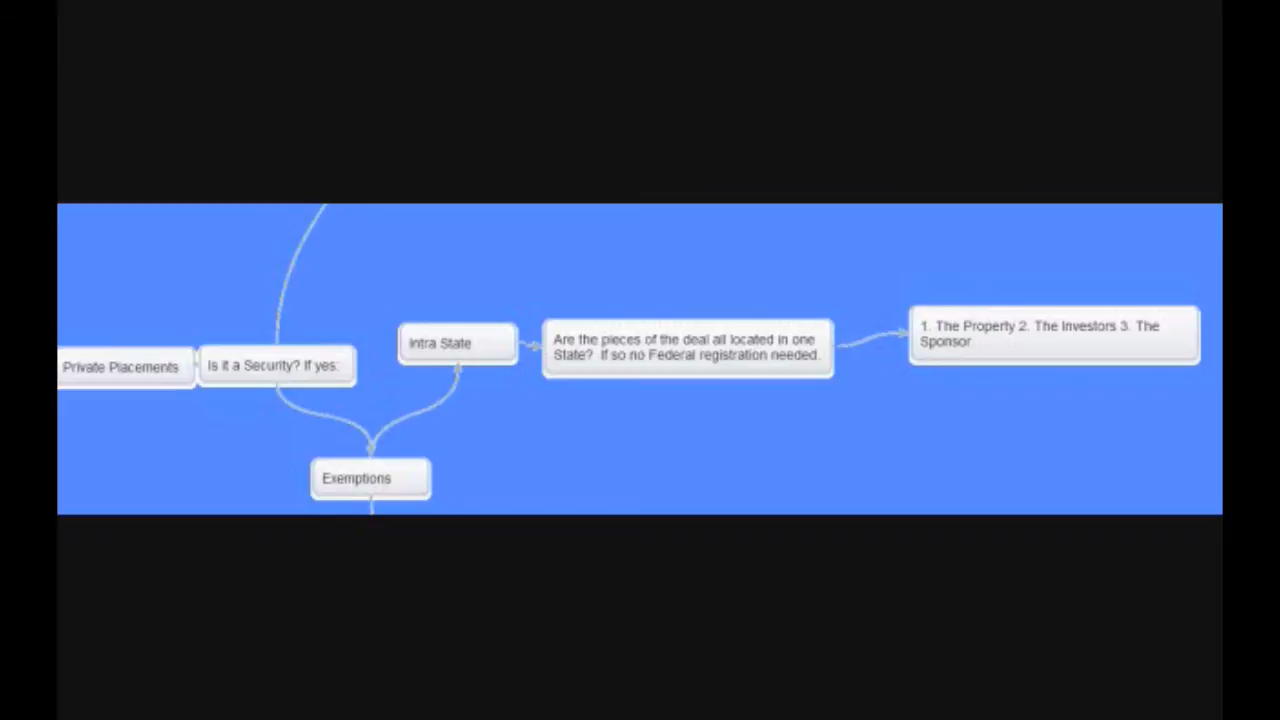 Private Placements
Is it a Security? If yes:
Exemptions
Intra State
Are the pieces of the deal all located in one
State? If so no Federal registration needed.
1. The Property 2. The Investors 3. The
Sponsor